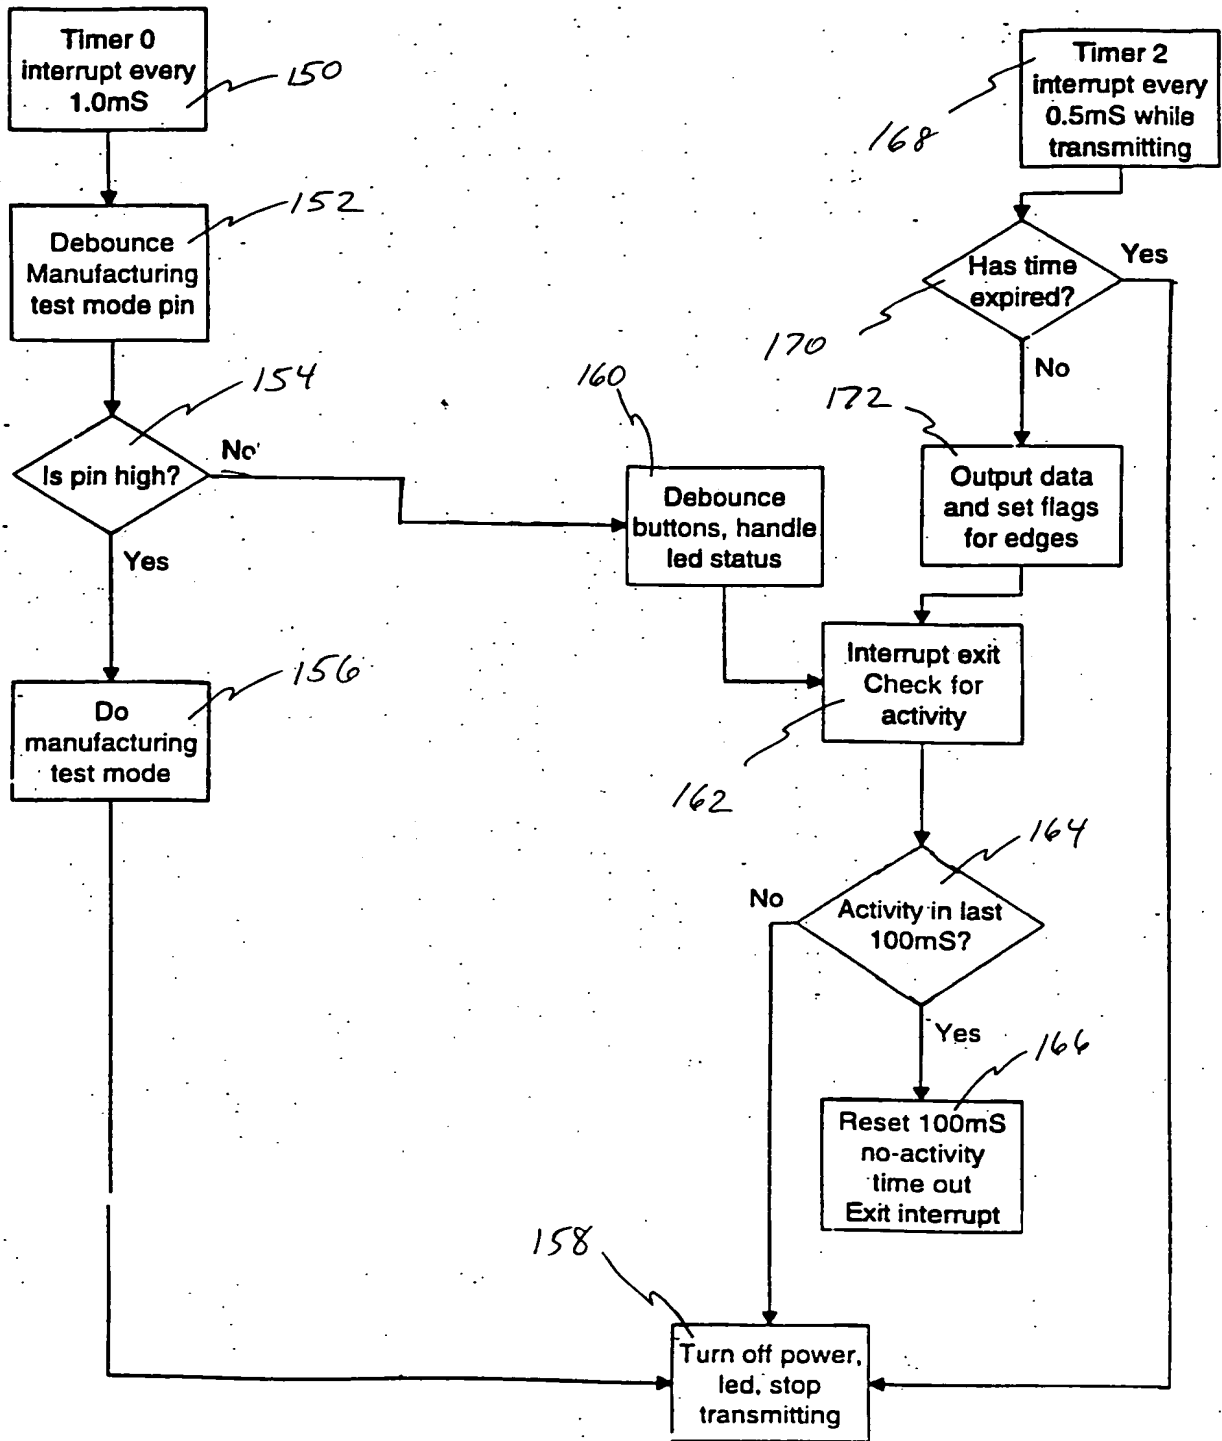 Timer 0
interrupt every
1.0mS
150
Timer 2
interrupt every
0.5mS while
transmitting
168
Debounce
Manufacturing
test mode pin
152
Has time
expired?
Yes
170
No
Is pin high?
154
No
Yes
160
Debounce
buttons, handle
led status
172
Output data
and set flags
for edges
Interrupt exit
Check for
activity
162
Do
manufacturing
test mode
156
Activity in last
100mS?
164
No
Yes
166
Reset 100mS
no-activity
time out
Exit interrupt
158
Turn off power,
led, stop
transmitting